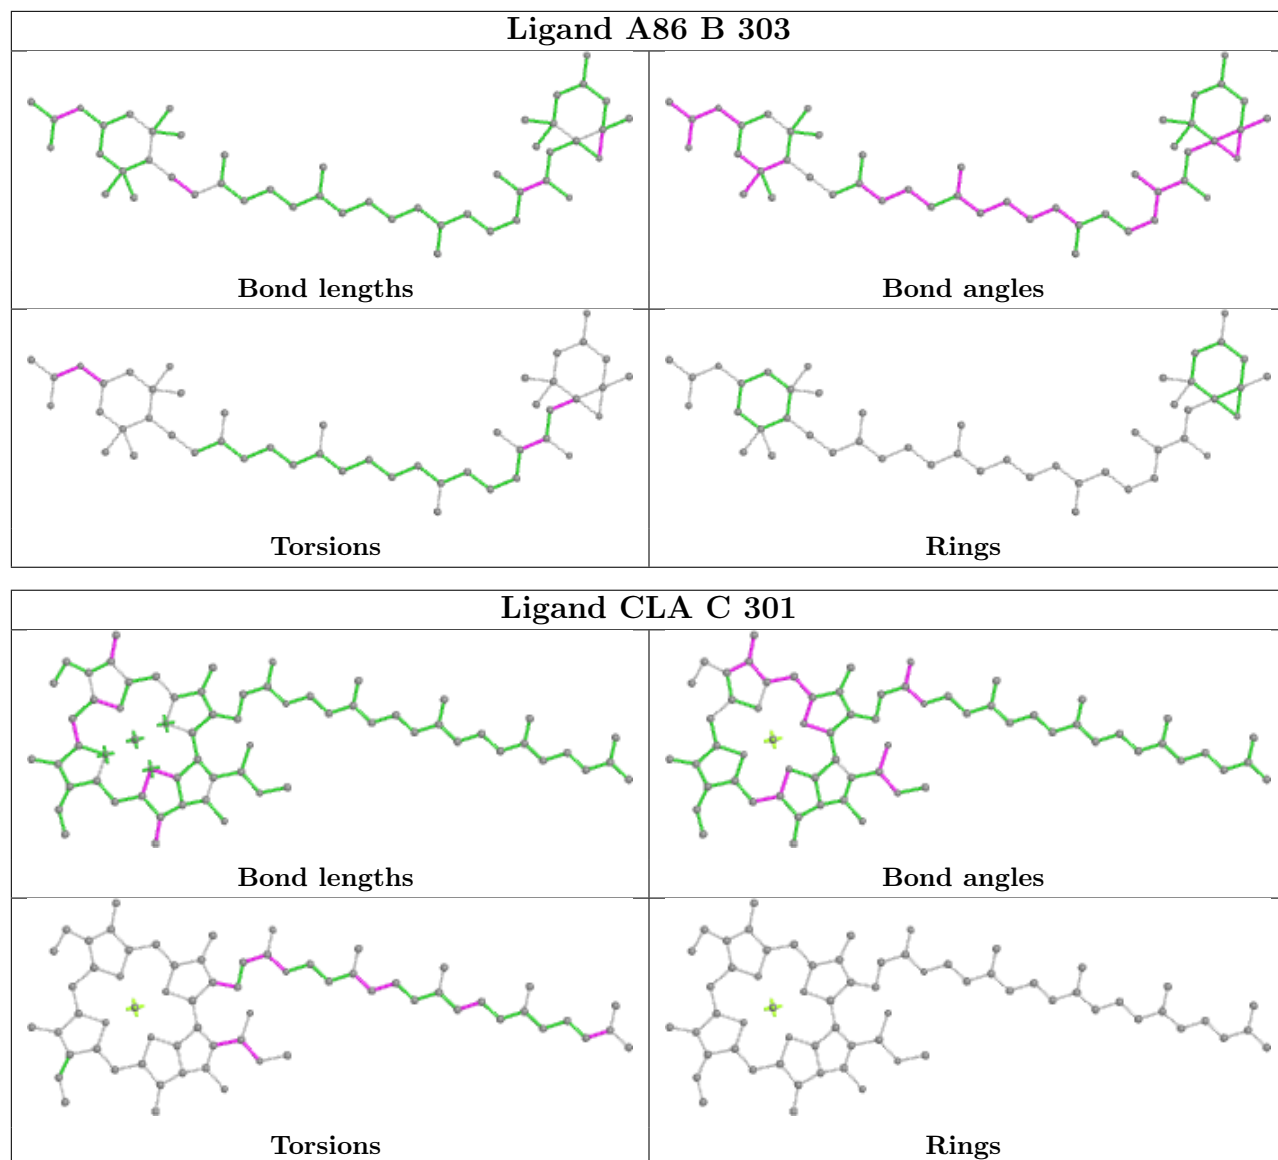 Ligand A86 B 303
Bond lengths
Bond angles
Torsions
Rings
Ligand CLA C 301
Bond lengths
Bond angles
Torsions
Rings